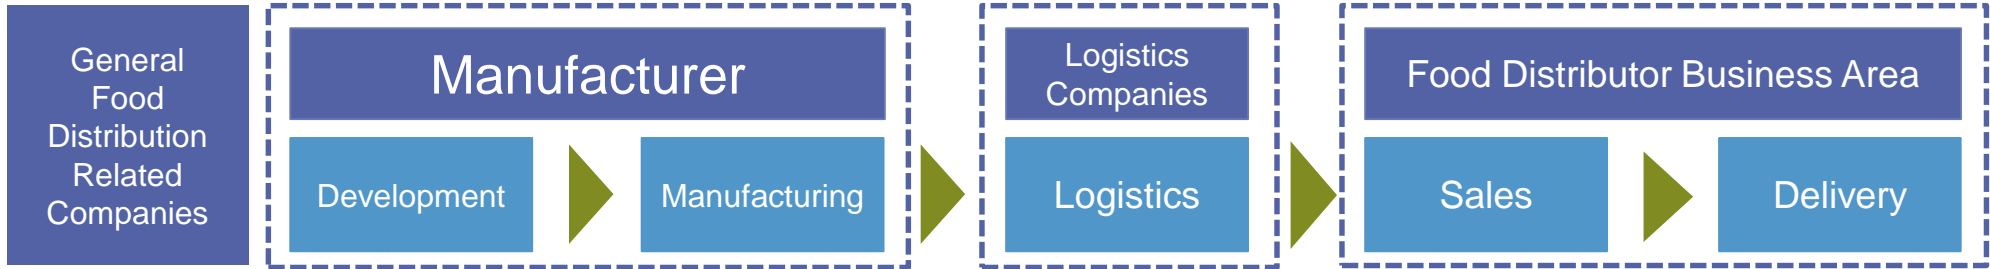 General
Food
Distribution
Related
Companies
Manufacturer
Development
Manufacturing
Logistics
Companies
Logistics
Food Distributor Business Area
Sales
Delivery